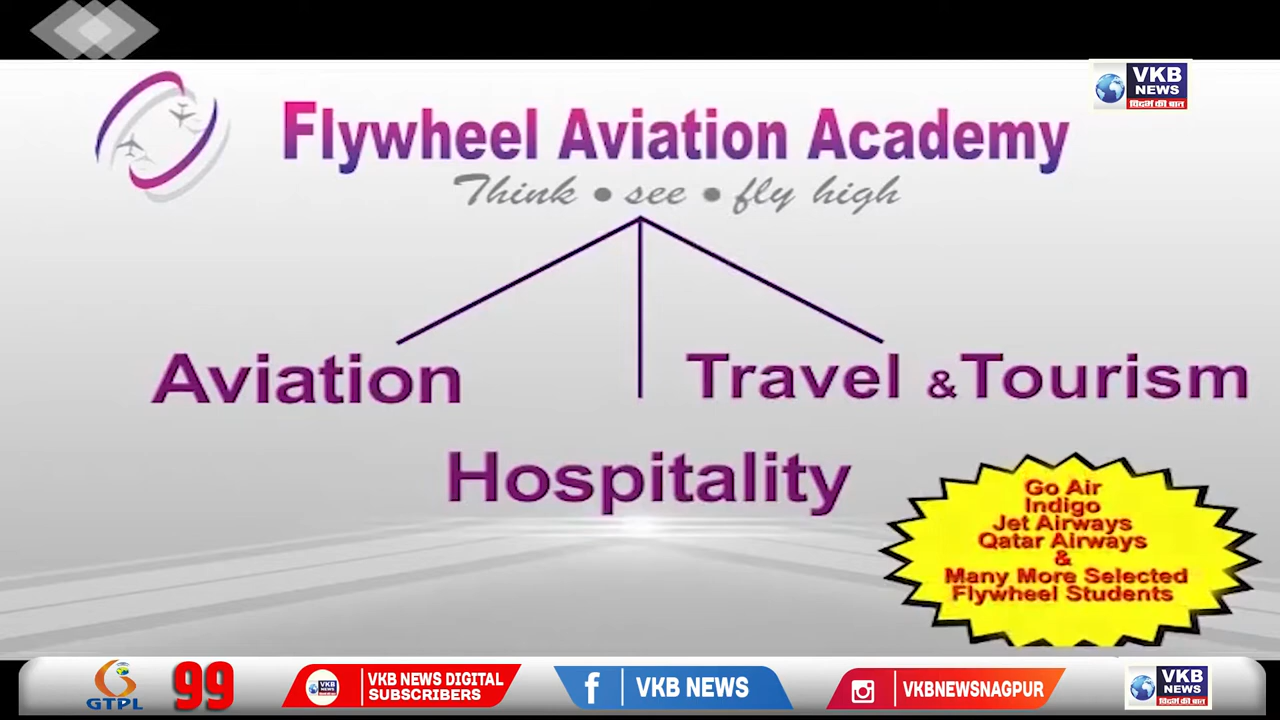 VKB
NEWS
विदर्भ की बात
Flywheel Aviation Academy
Think • see • fly high
Aviation
Travel & Tourism
Hospitality
Go Air
Indigo
Jet Airways
Qatar Airways
&
Many More Selected
Flywheel Students
GTPL
99
VKB
NEWS
VKB NEWS DIGITAL
SUBSCRIBERS
f
VKB NEWS
VKBNEWSNAGPUR
VKB
NEWS
विदर्भ की बात